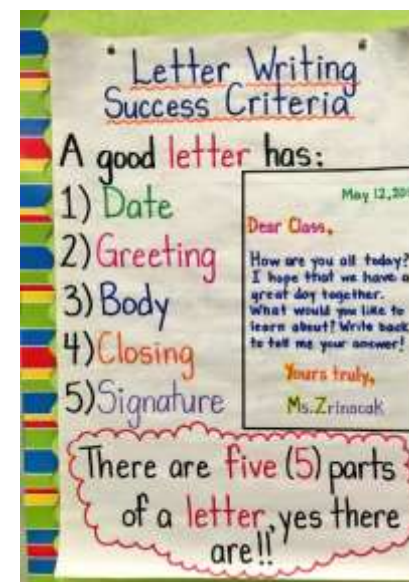 "Letter Writing"
Success Criteria
A good letter has:
1) Date
2) Greeting
3) Body
4) Closing
5) Signature
May 12,
Dear Class,
How are you all today?
I hope that we have a
great day together.
What would you like to
learn about? Write back
to tell me your answer!
Yours truly,
Ms. Zrinacak
There are five (5) parts
of a letter, yes there
are!!